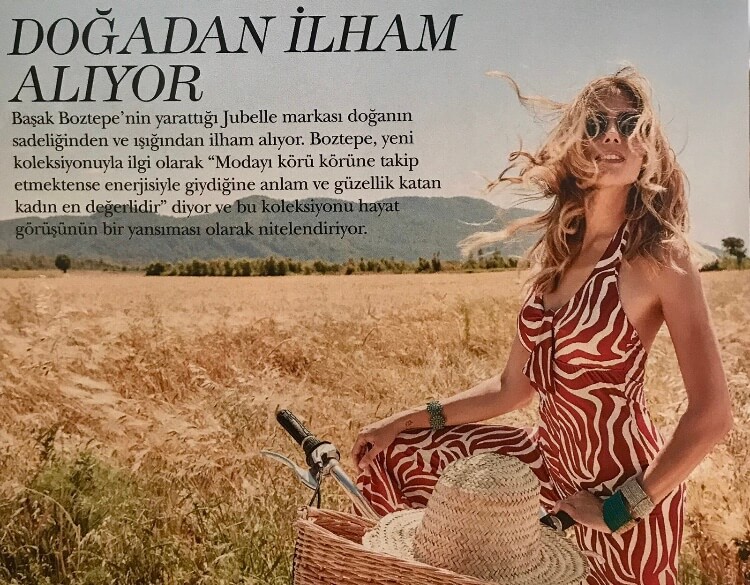 DOĞADAN İLHAM
ALIYOR
Başak Boztepe'nin yarattığı Jubelle markası doğanın
sadeliğinden ve ışığından ilham alıyor. Boztepe, yeni
koleksiyonuyla ilgi olarak “Modayı körü körüne takip
etmektense enerjisiyle giydiğine anlam ve güzellik katan
kadın en değerlidir” diyor ve bu koleksiyonu hayat
görüşünün bir yansıması olarak nitelendiriyor.